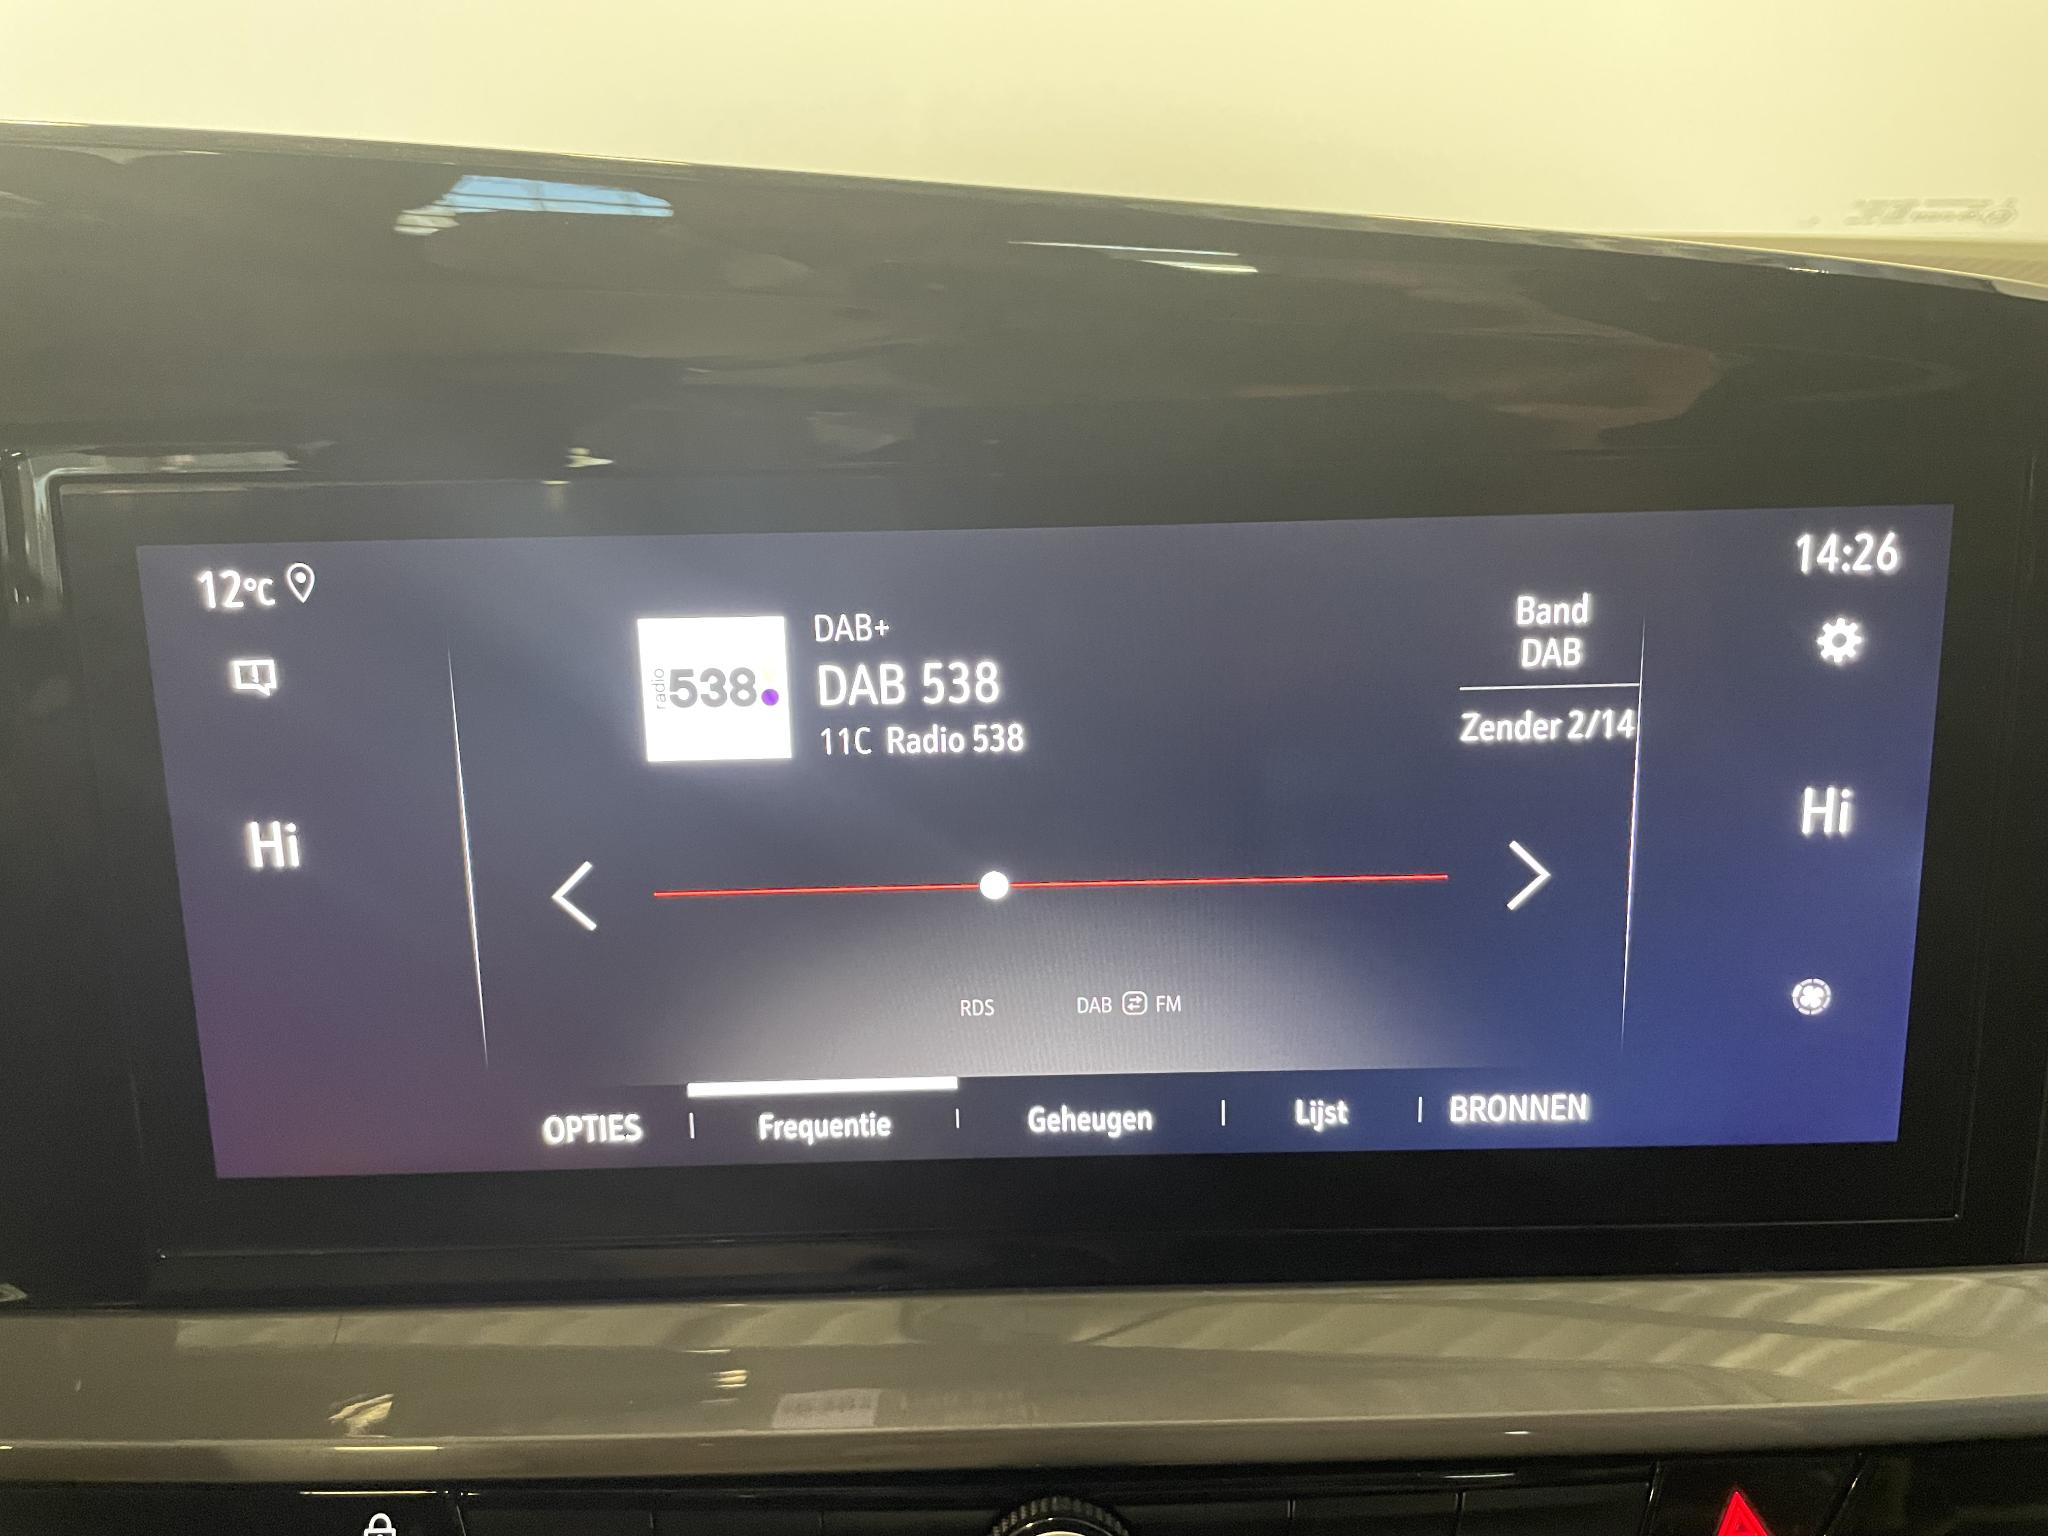 12°C
14:26
DAB+
DAB 538
11C Radio 538
radio
538
Band
DAB
Zender 2/14
Hi
Hi
RDS
DAB FM
OPTIES | Frequentie | Geheugen | Lijst | BRONNEN